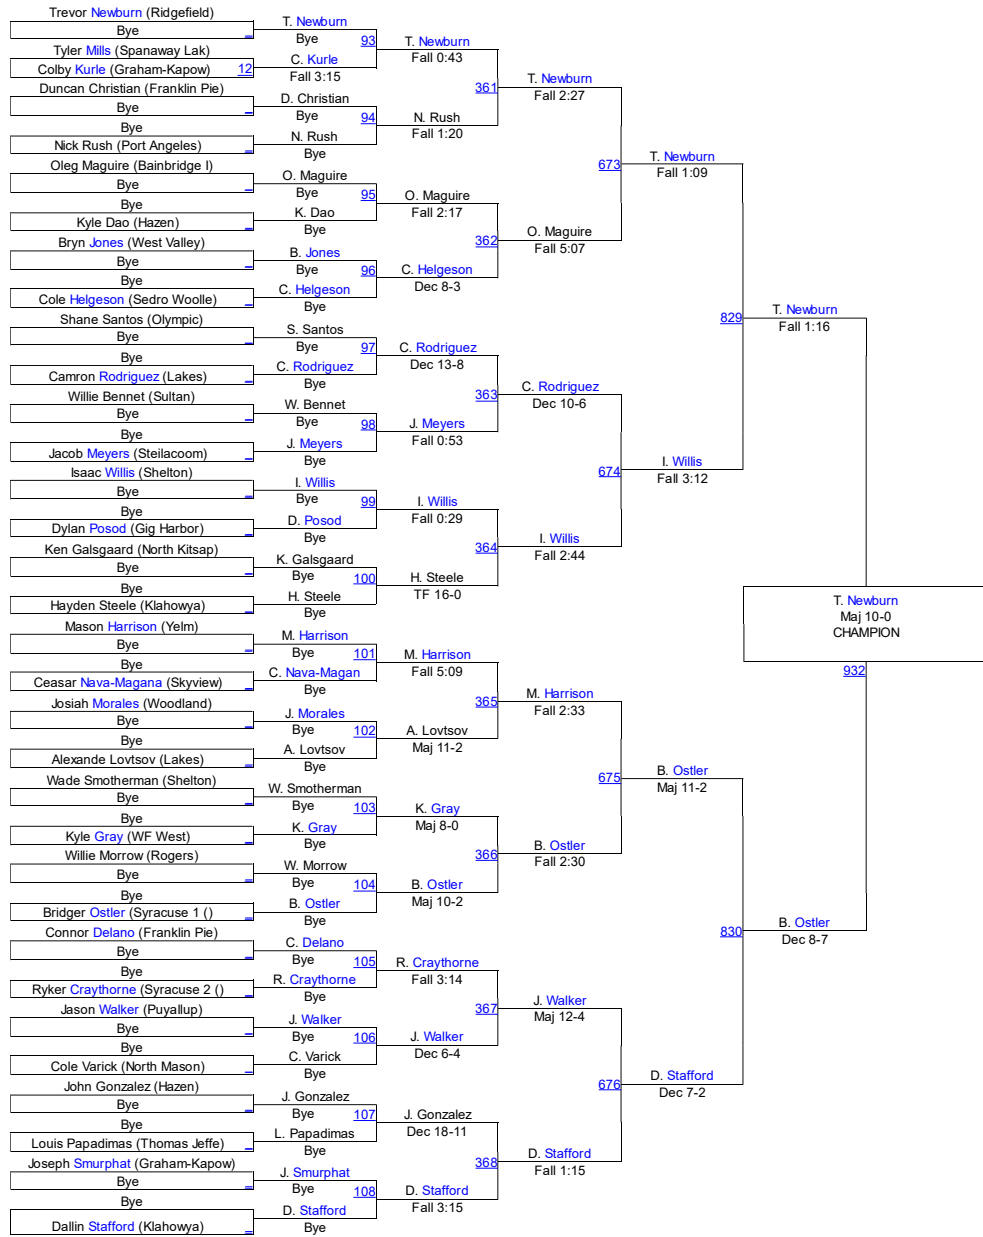 Trevor Newburn (Ridgefield)
Bye
Tyler Mills (Spanaway Lak)
Colby Kurle (Graham-Kapow) 12
Duncan Christian (Franklin Pie)
Bye
Bye
Nick Rush (Port Angeles)
Oleg Maguire (Bainbridge I)
Bye
Bye
Kyle Dao (Hazen)
Bryn Jones (West Valley)
Bye
Bye
Cole Helgeson (Sedro Woolle)
Shane Santos (Olympic)
Bye
Bye
Camron Rodriguez (Lakes)
Willie Bennet (Sultan)
Bye
Bye
Jacob Meyers (Steilacoom)
Isaac Willis (Shelton)
Bye
Bye
Dylan Posod (Gig Harbor)
Ken Galsgaard (North Kitsap)
Bye
Bye
Hayden Steele (Klahowya)
Mason Harrison (Yelm)
Bye
Bye
Ceasar Nava-Magana (Skyview)
Josiah Morales (Woodland)
Bye
Bye
Alexande Lovtsov (Lakes)
Wade Smotherman (Shelton)
Bye
Bye
Kyle Gray (WF West)
Willie Morrow (Rogers)
Bye
Bye
Bridger Ostler (Syracuse 1 ()
Connor Delano (Franklin Pie)
Bye
Bye
Ryker Craythorne (Syracuse 2 ()
Jason Walker (Puyallup)
Bye
Bye
Cole Varick (North Mason)
John Gonzalez (Hazen)
Bye
Bye
Louis Papadimas (Thomas Jeffe)
Joseph Smurphat (Graham-Kapow)
Bye
Bye
Dallin Stafford (Klahowya)
T. Newburn
Bye 93
C. Kurle
Fall 3:15
D. Christian
Bye 94
N. Rush
Bye
O. Maguire
Bye 95
K. Dao
Bye
B. Jones
Bye 96
C. Helgeson
Bye
S. Santos
Bye 97
C. Rodriguez
Bye
W. Bennet
Bye 98
J. Meyers
Bye
I. Willis
Bye 99
D. Posod
Bye
K. Galsgaard
Bye 100
H. Steele
Bye
M. Harrison
Bye 101
C. Nava-Magan
Bye
J. Morales
Bye 102
A. Lovtsov
Bye
W. Smotherman
Bye 103
K. Gray
Bye
W. Morrow
Bye 104
B. Ostler
Bye
C. Delano
Bye 105
R. Craythorne
Bye
J. Walker
Bye 106
C. Varick
Bye
J. Gonzalez
Bye 107
L. Papadimas
Bye
J. Smurphat
Bye 108
D. Stafford
Bye
T. Newburn
Fall 0:43
361
N. Rush
Fall 1:20
O. Maguire
Fall 2:17
362
C. Helgeson
Dec 8-3
C. Rodriguez
Dec 13-8
363
J. Meyers
Fall 0:53
I. Willis
Fall 0:29
364
H. Steele
TF 16-0
M. Harrison
Fall 5:09
365
A. Lovtsov
Maj 11-2
K. Gray
Maj 8-0
366
B. Ostler
Maj 10-2
R. Craythorne
Fall 3:14
367
J. Walker
Dec 6-4
J. Gonzalez
Dec 18-11
368
D. Stafford
Fall 3:15
T. Newburn
Fall 2:27
673
O. Maguire
Fall 5:07
C. Rodriguez
Dec 10-6
674
I. Willis
Fall 2:44
M. Harrison
Fall 2:33
675
B. Ostler
Fall 2:30
J. Walker
Maj 12-4
676
D. Stafford
Fall 1:15
T. Newburn
Fall 1:09
829
I. Willis
Fall 3:12
B. Ostler
Maj 11-2
830
D. Stafford
Dec 7-2
T. Newburn
Fall 1:16
B. Ostler
Dec 8-7
T. Newburn
Maj 10-0
CHAMPION
932